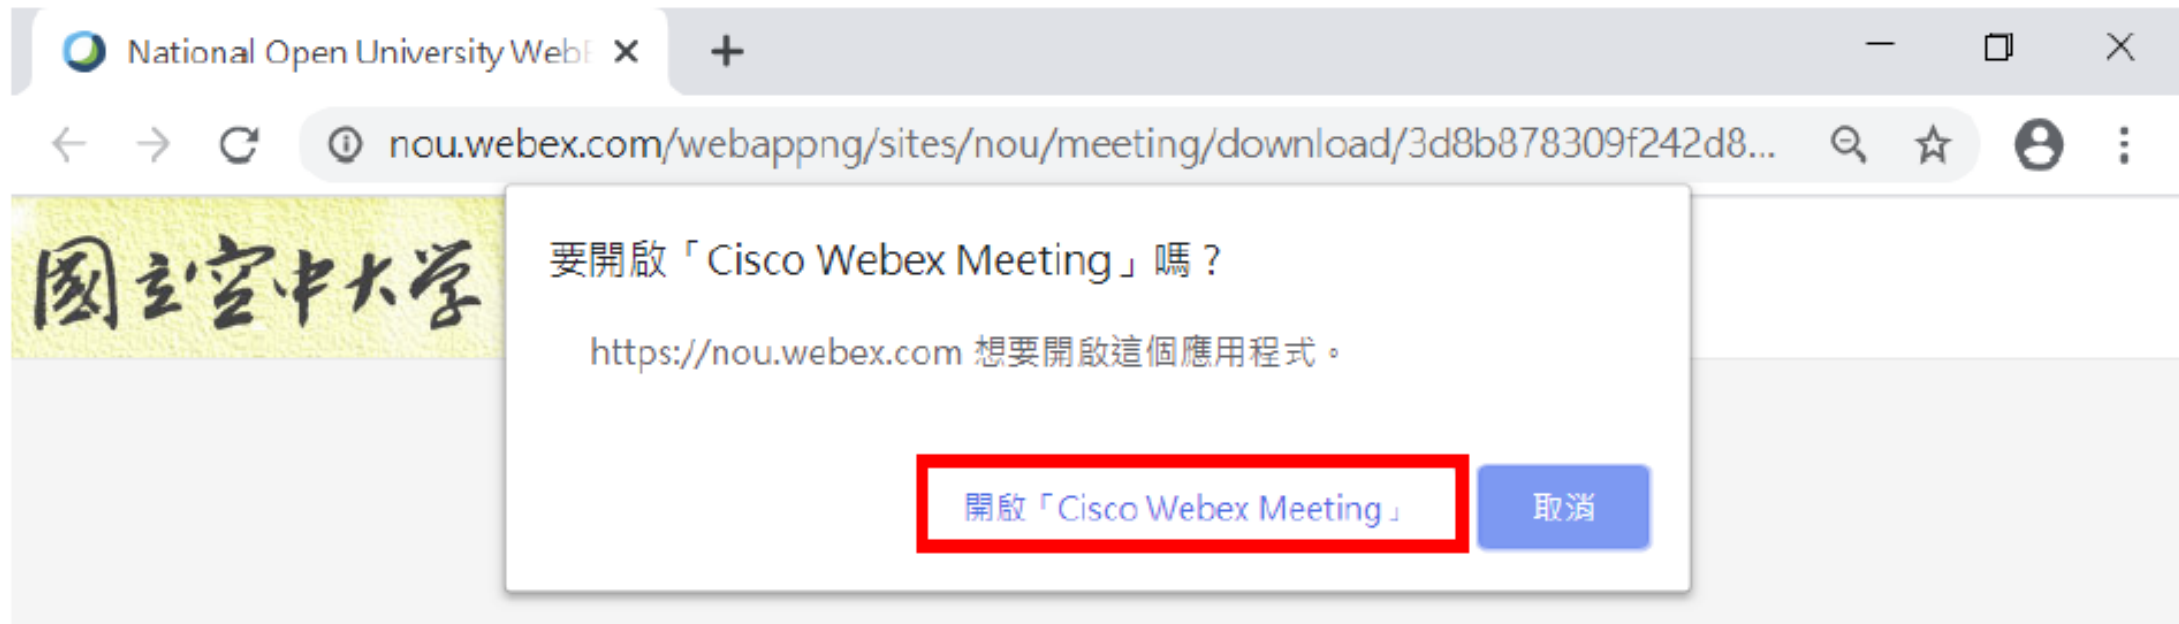 National Open University Web
nou.webex.com/webappng/sites/nou/meeting/download/3d8b878309f242d8...
國立空中大学
要開啟「Cisco Webex Meeting」嗎？
https://nou.webex.com 想要開啟這個應用程式。
開啟「Cisco Webex Meeting」
取消